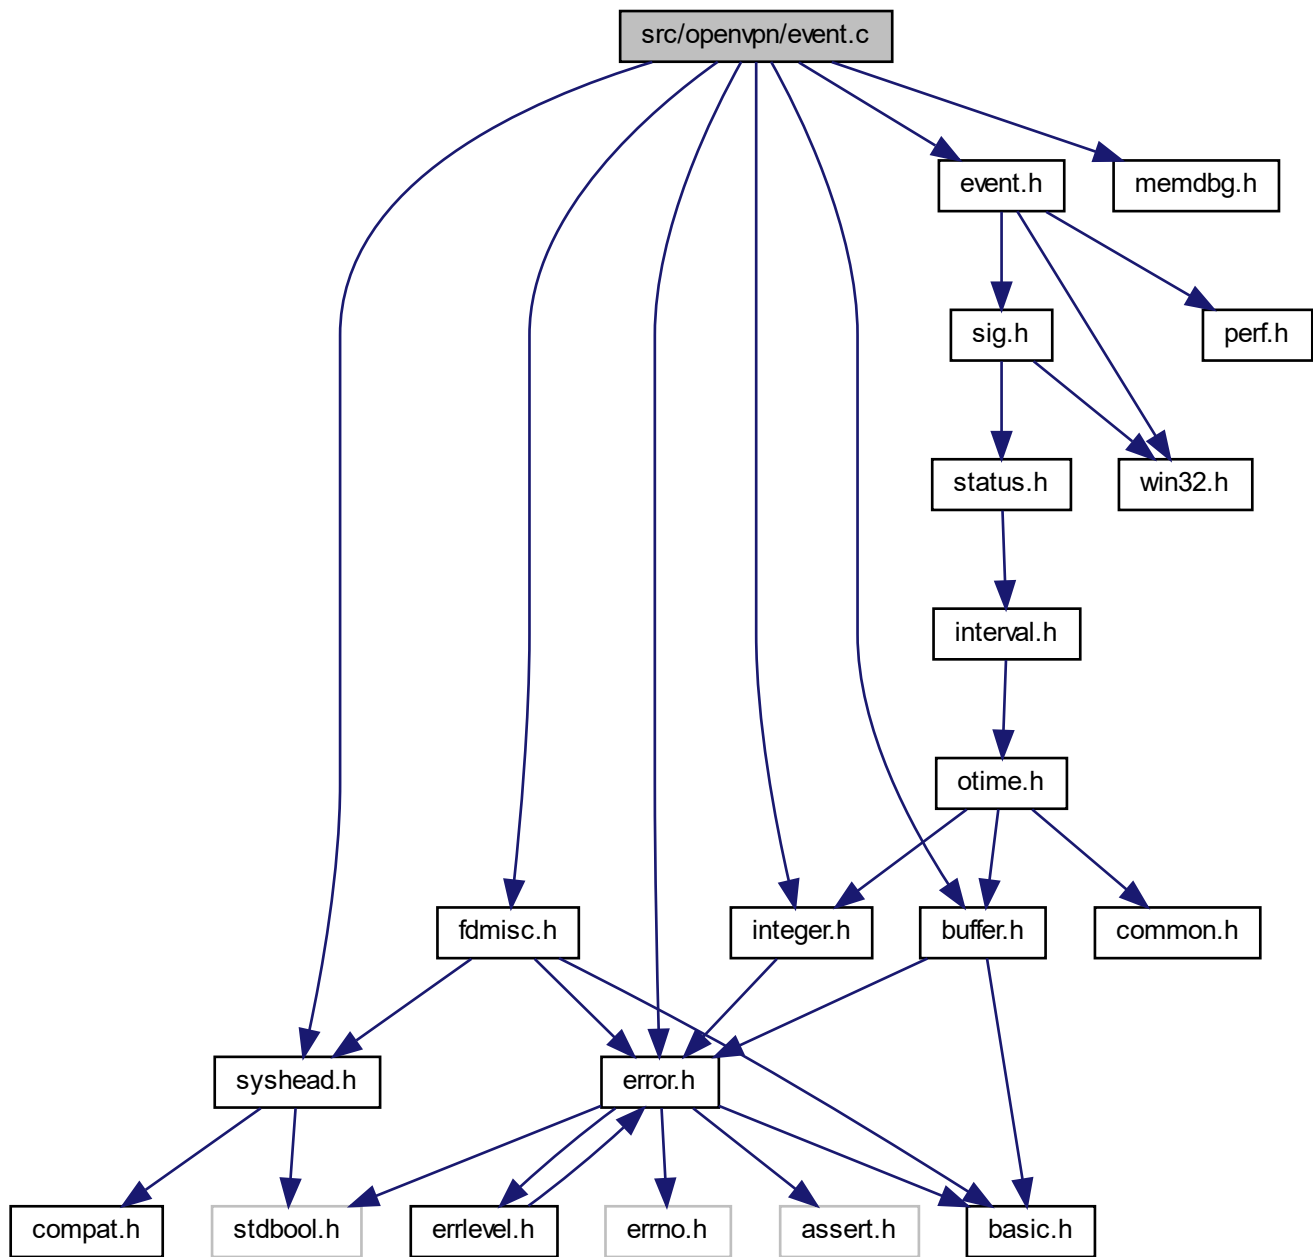 src/openvpn/event.c
event.h
memdbg.h
sig.h
perf.h
status.h
win32.h
interval.h
otime.h
fdmisc.h
integer.h
buffer.h
common.h
syshead.h
error.h
compat.h
stdbool.h
errlevel.h
errno.h
assert.h
basic.h